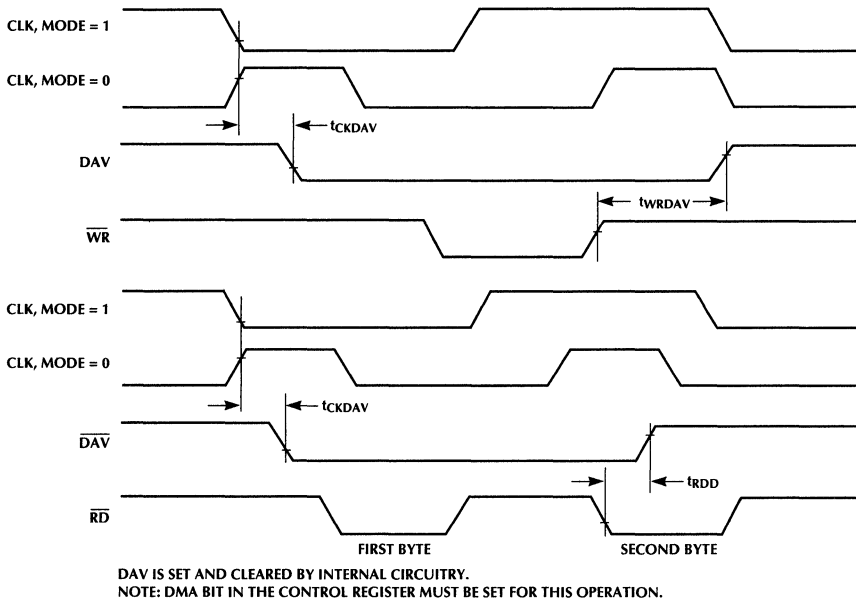 CLK, MODE = 1
CLK, MODE = 0
tCKDAV
DAV
tWRDAV
WR
CLK, MODE = 1
CLK, MODE = 0
tCKDAV
DAV
tRDD
RD
FIRST BYTE SECOND BYTE
DAV IS SET AND CLEARED BY INTERNAL CIRCUITRY.
NOTE: DMA BIT IN THE CONTROL REGISTER MUST BE SET FOR THIS OPERATION.